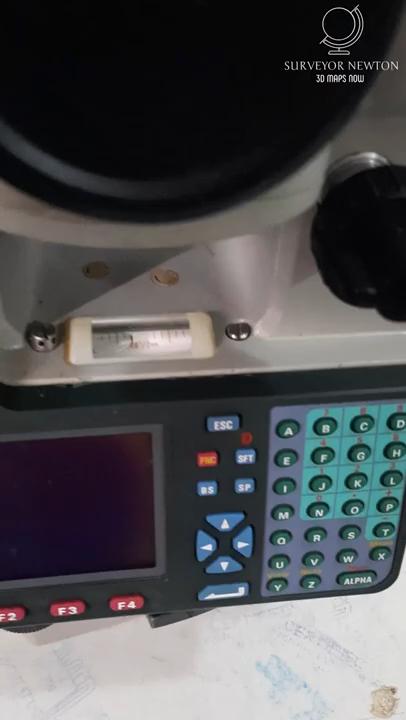 SURVEYOR NEWTON
3D MAPS NOW
ESC
A B C D
FNC SFT
E F G H
BS SP
I J K L
M N O P
Q R S T
U V W X
Y Z ALPHA
F2 F3 F4